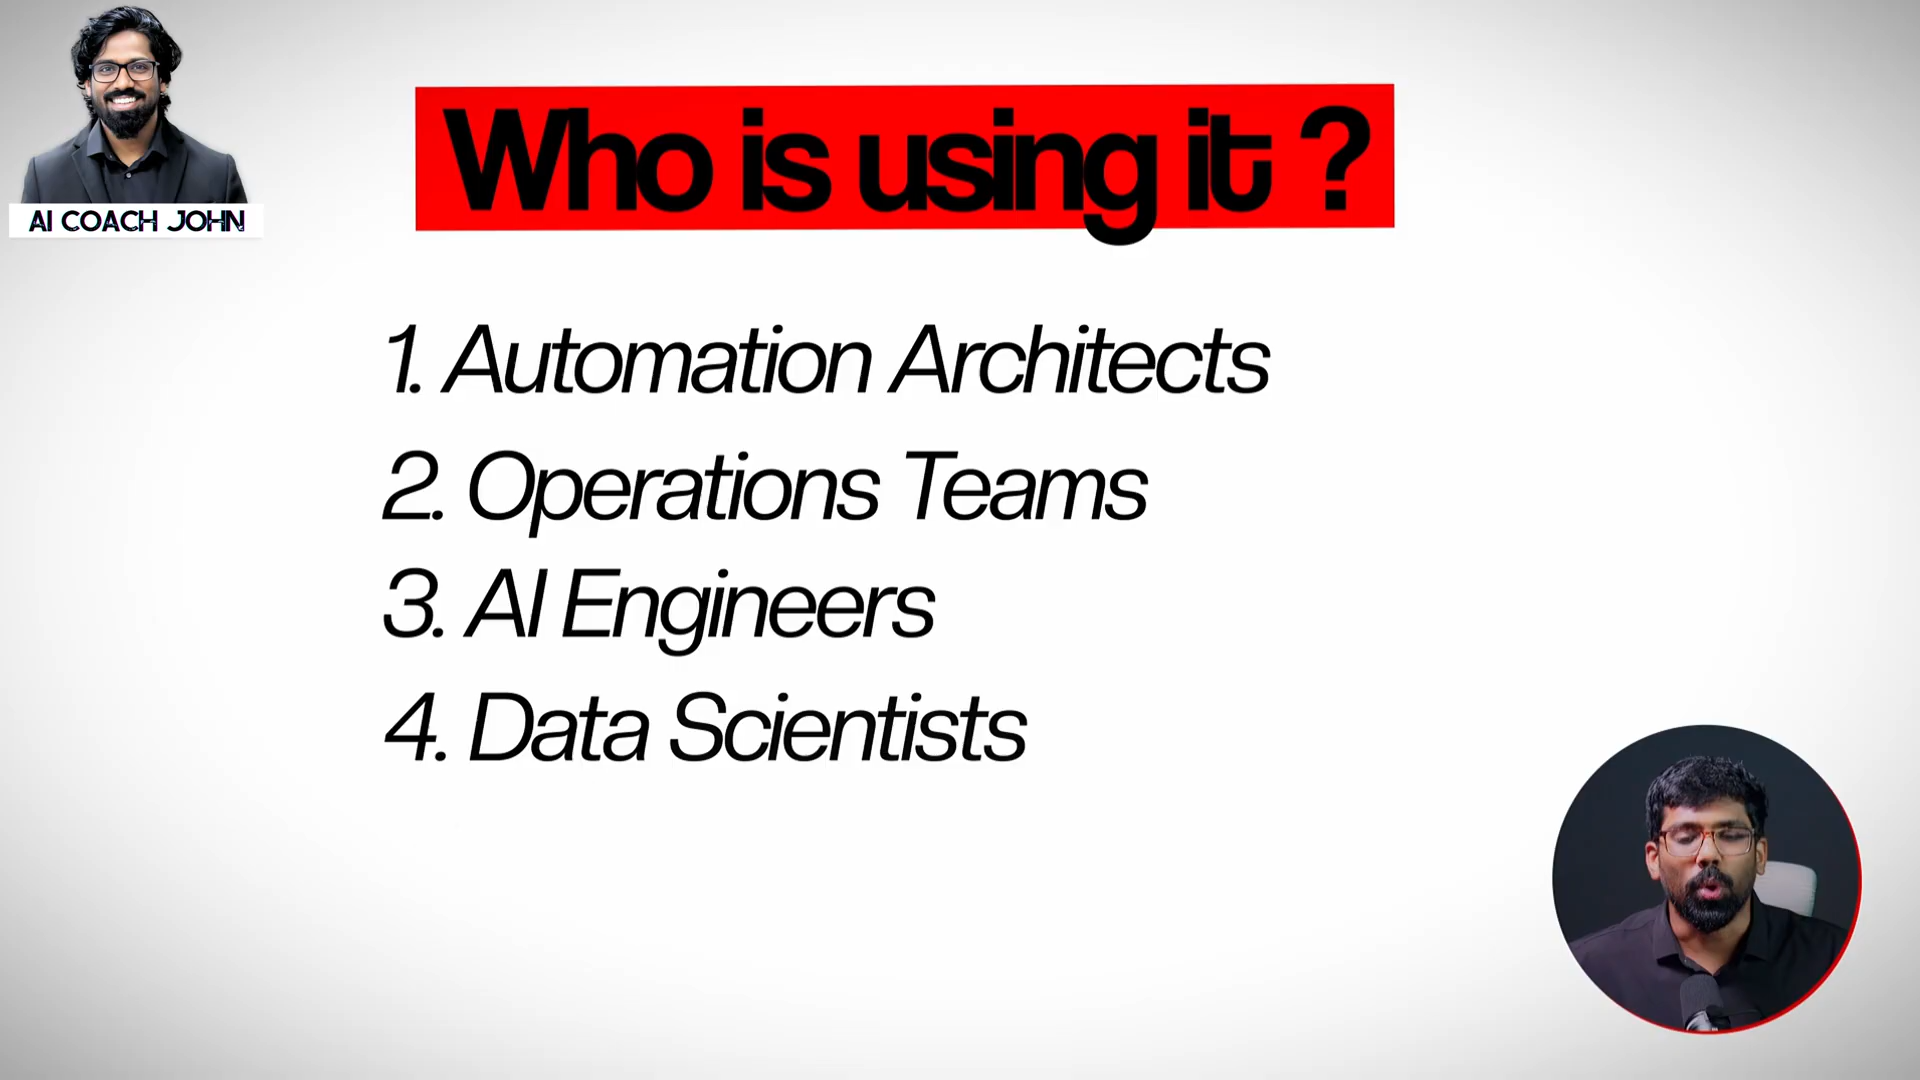 AI COACH JOHN
Who is using it ?
1. Automation Architects
2. Operations Teams
3. AI Engineers
4. Data Scientists